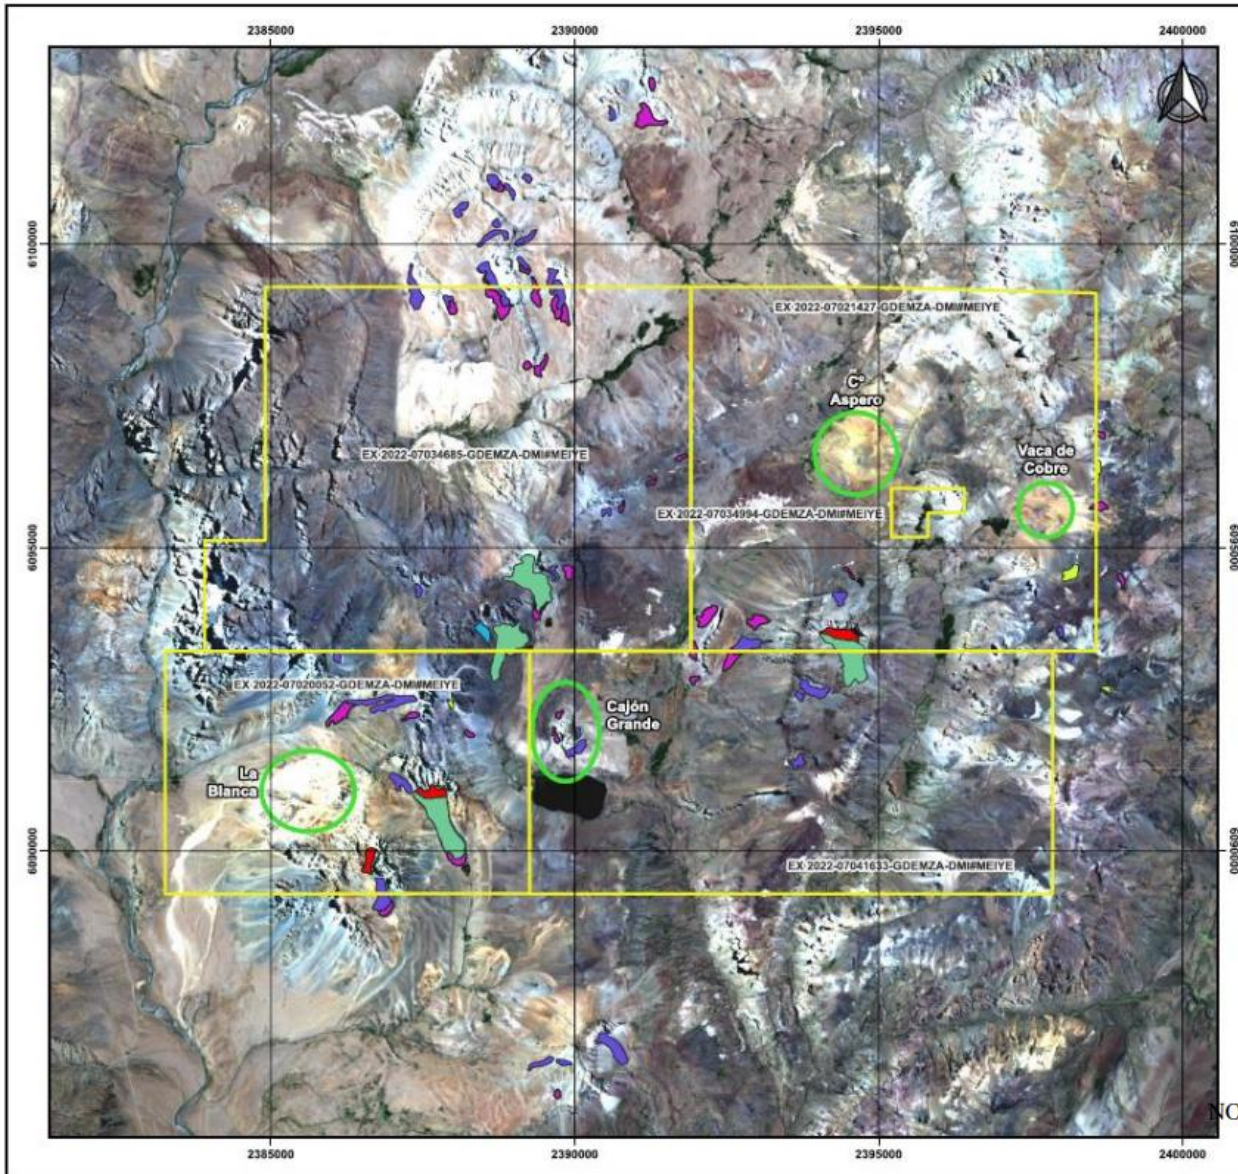 2385000
2390000
2395000
2400000
6100000
6100000
EX 2022-07021427-GDEMZA-DMI#MEIYE
Cº
Aspero
EX 2022-07034685-GDEMZA-DMI#MEIYE
Vaca de
Cobre
EX 2022-07034994-GDEMZA-DMI#MEIYE
6095000
6095000
EX 2022-07020052-GDEMZA-DMI#MEIYE
Cajón
Grande
La
Blanca
6090000
6090000
EX 2022-07041633-GDEMZA-DMI#MEIYE
NO
2385000
2390000
2395000
2400000